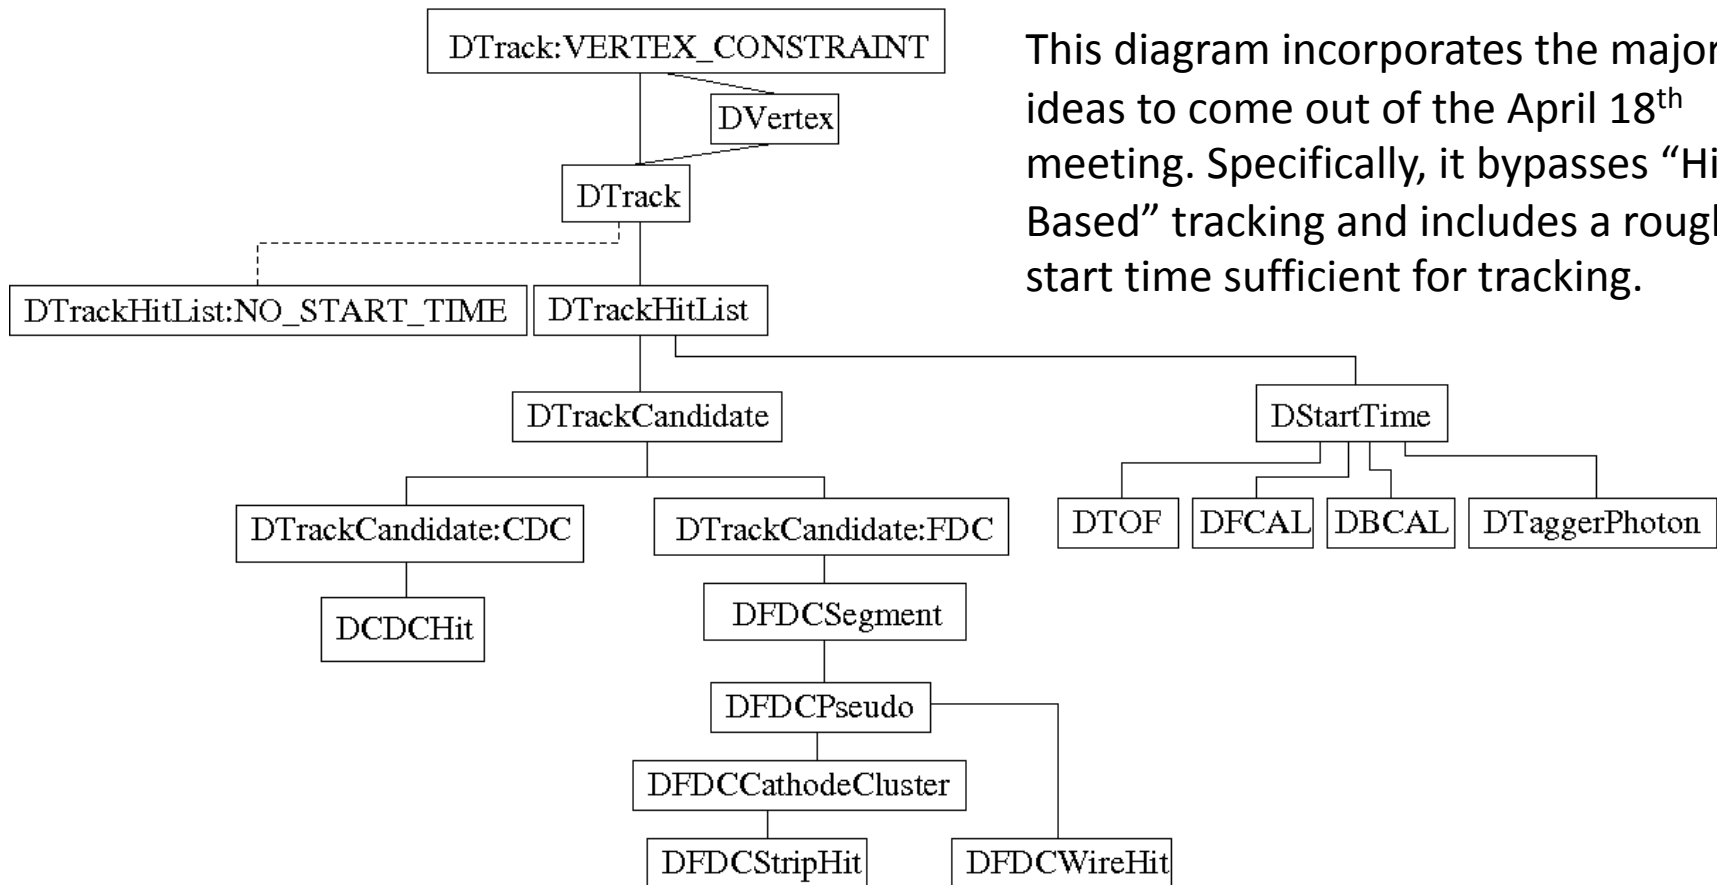 DTrack:VERTEX_CONSTRAINT
DVertex
DTrack
This diagram incorporates the major
ideas to come out of the April 18th
meeting. Specifically, it bypasses “Hi
Based” tracking and includes a rough
start time sufficient for tracking.
DTrackHitList:NO_START_TIME
DTrackHitList
DTrackCandidate
DStartTime
DTrackCandidate:CDC
DTrackCandidate:FDC
DTOF
DFCAL
DBCAL
DTaggerPhoton
DCDCHit
DFDCSegment
DFDCPseudo
DFDCCathodeCluster
DFDCStripHit
DFDCWireHit